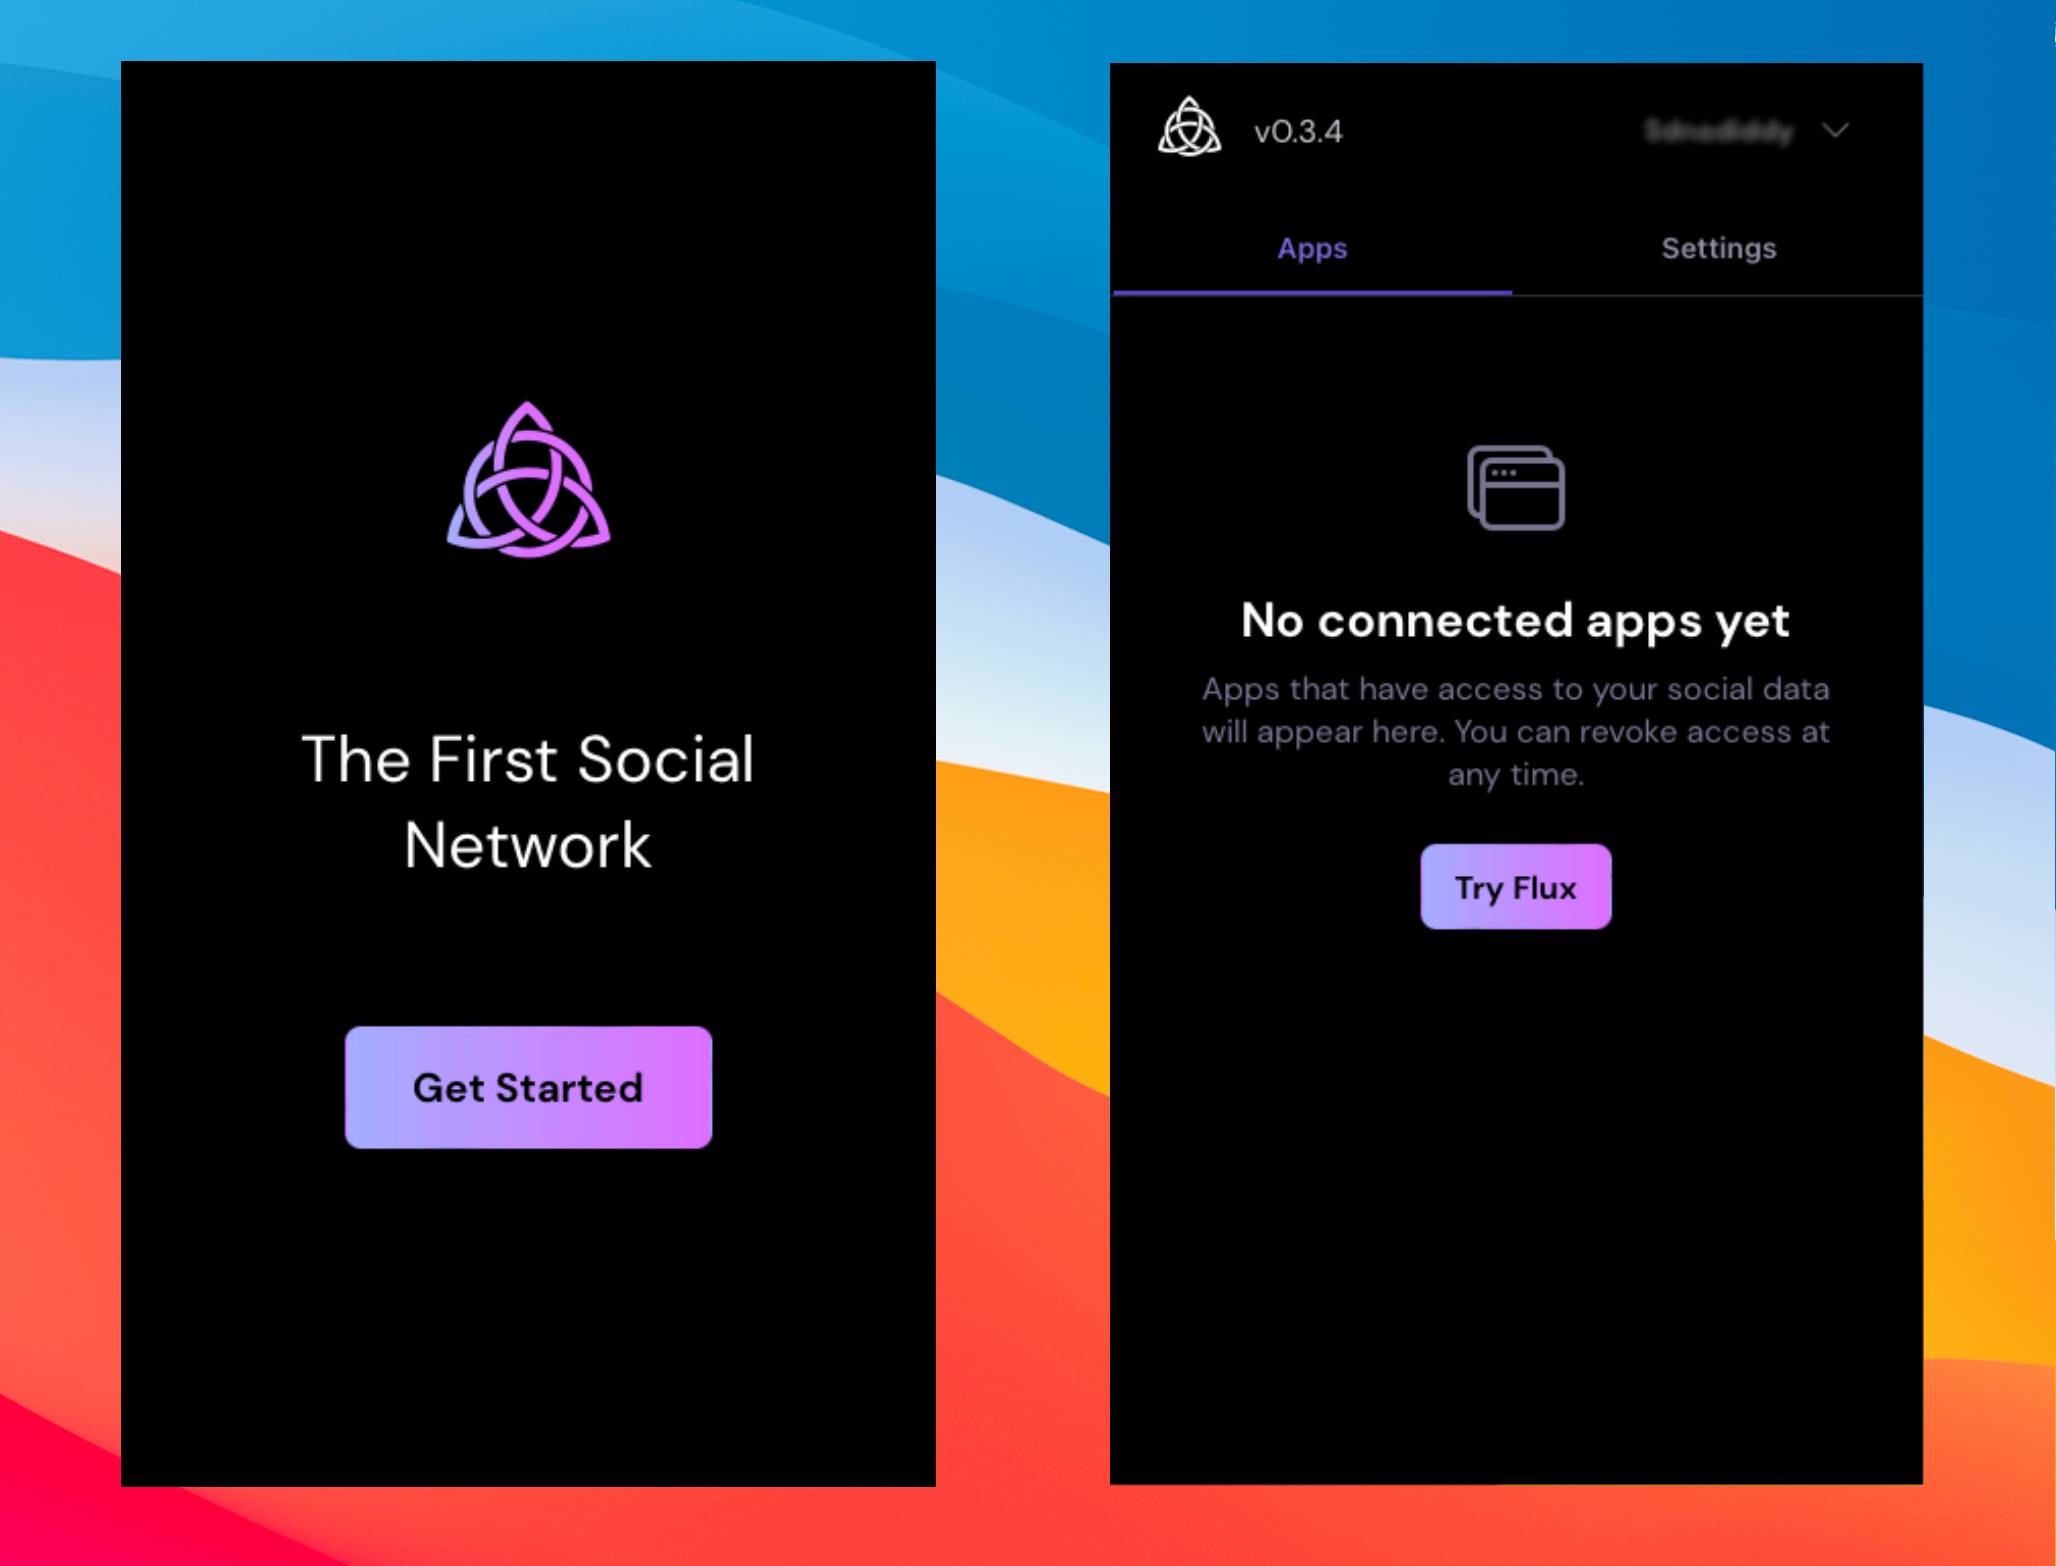 The First Social
Network
Get Started
v0.3.4
Apps
Settings
No connected apps yet
Apps that have access to your social data
will appear here. You can revoke access at
any time.
Try Flux